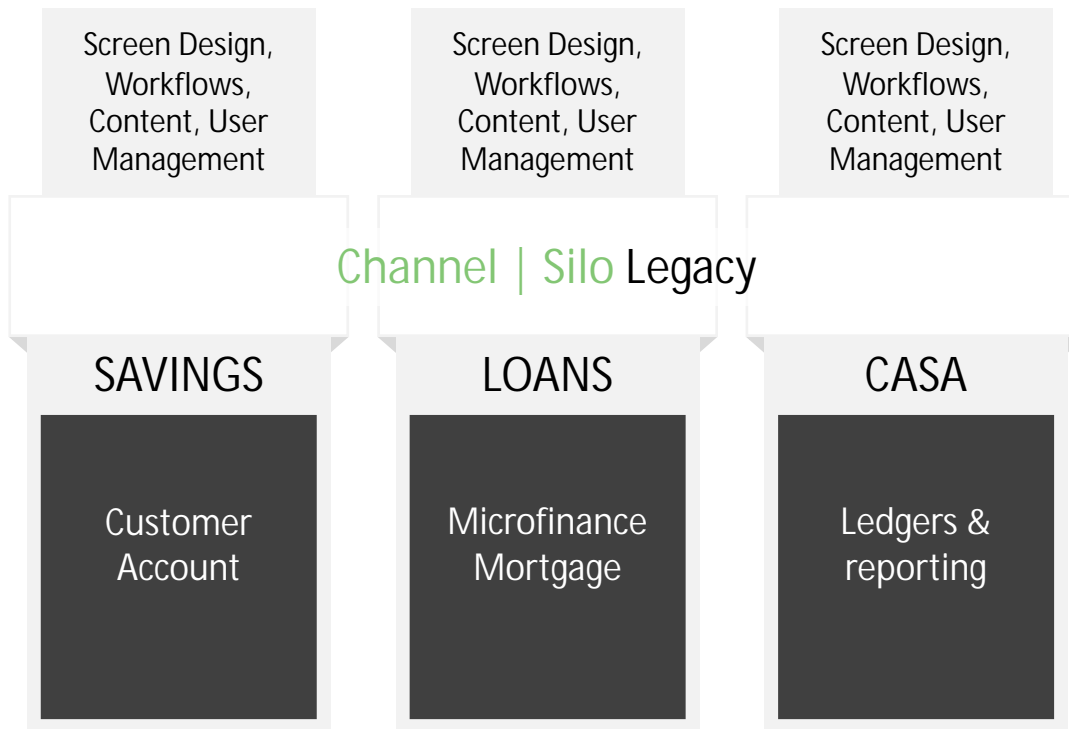 Screen Design,
Workflows,
Content, User
Management
Screen Design,
Workflows,
Content, User
Management
Screen Design,
Workflows,
Content, User
Management
Channel | Silo Legacy
SAVINGS
LOANS
CASA
Customer
Account
Microfinance
Mortgage
Ledgers &
reporting